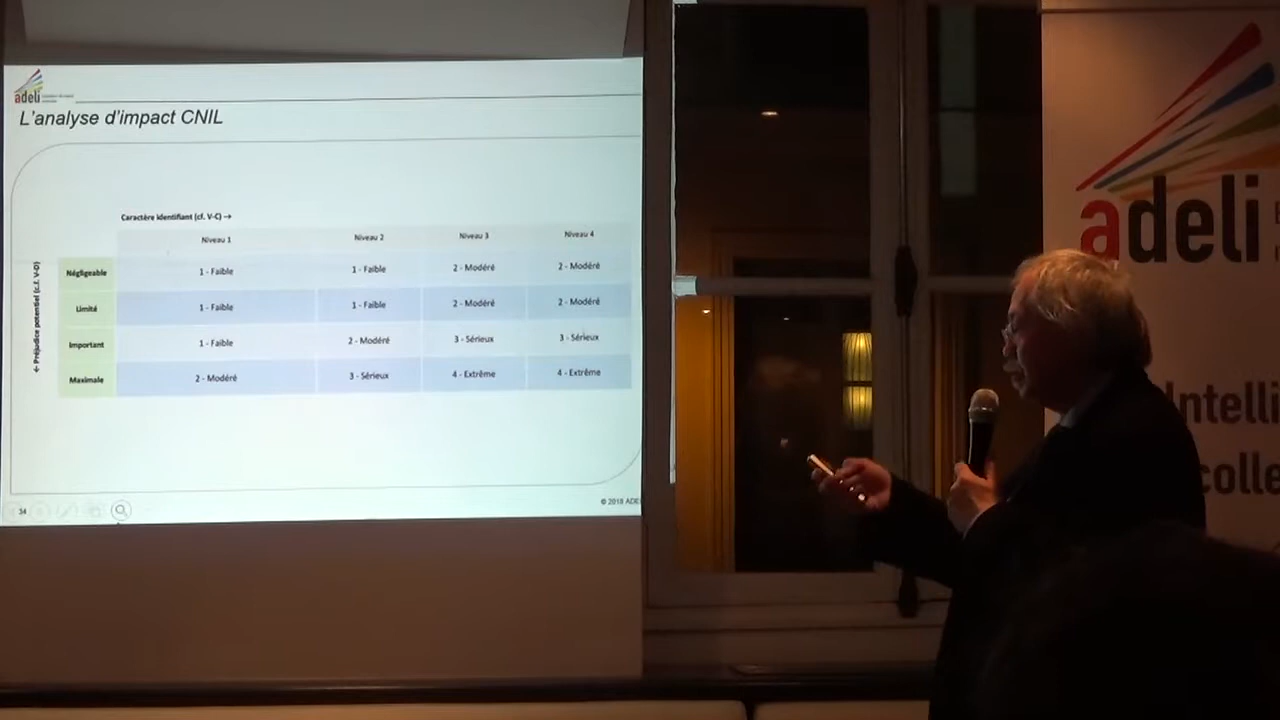 adeli
L'analyse d'impact CNIL
Caractère identifiant (cf. V-C) →
Niveau 1 Niveau 2 Niveau 3 Niveau 4
← Préjudice potentiel (c.f. V-D)
Négligeable 1 - Faible 1 - Faible 2 - Modéré 2 - Modéré
Limité 1 - Faible 1 - Faible 2 - Modéré 2 - Modéré
Important 1 - Faible 2 - Modéré 3 - Sérieux 3 - Sérieux
Maximale 2 - Modéré 3 - Sérieux 4 - Extrême 4 - Extrême
34
© 2018 ADE
adeli
Intelli
colle